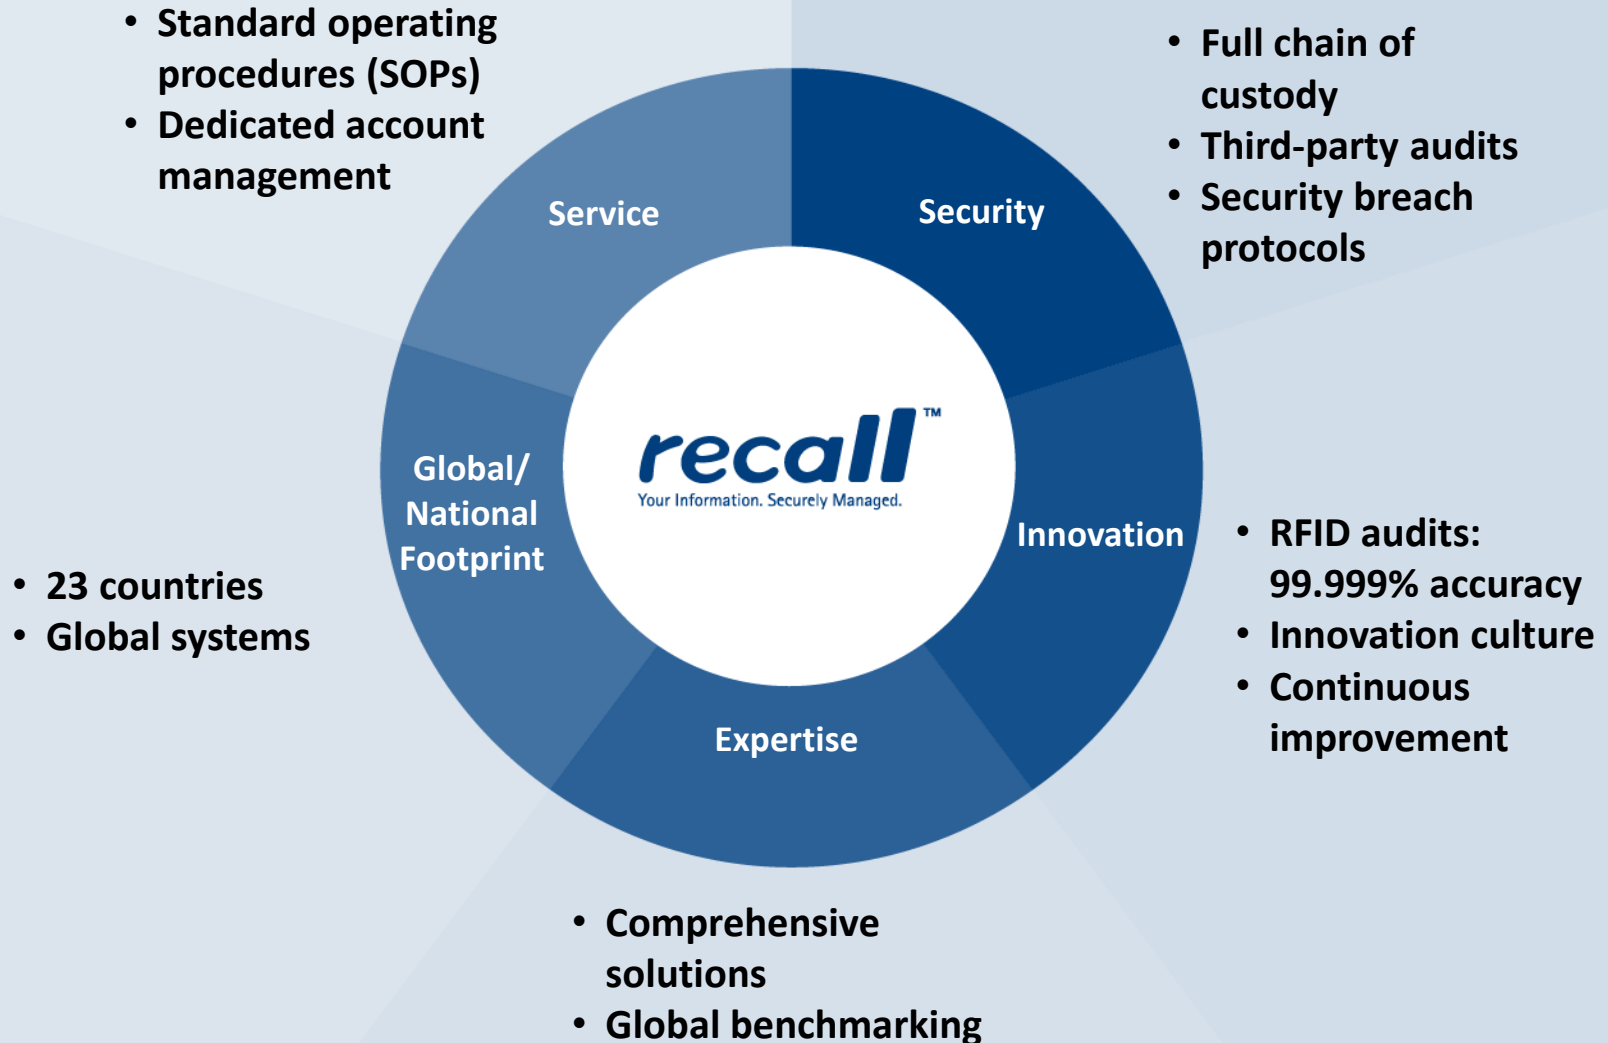 • Standard operating
procedures (SOPs)
• Dedicated account
management
Service
Security
• Full chain of
custody
• Third-party audits
• Security breach
protocols
Global/
National
Footprint
• 23 countries
• Global systems
recall™
Your Information. Securely Managed.
Innovation
• RFID audits:
99.999% accuracy
• Innovation culture
• Continuous
improvement
Expertise
• Comprehensive
solutions
• Global benchmarking